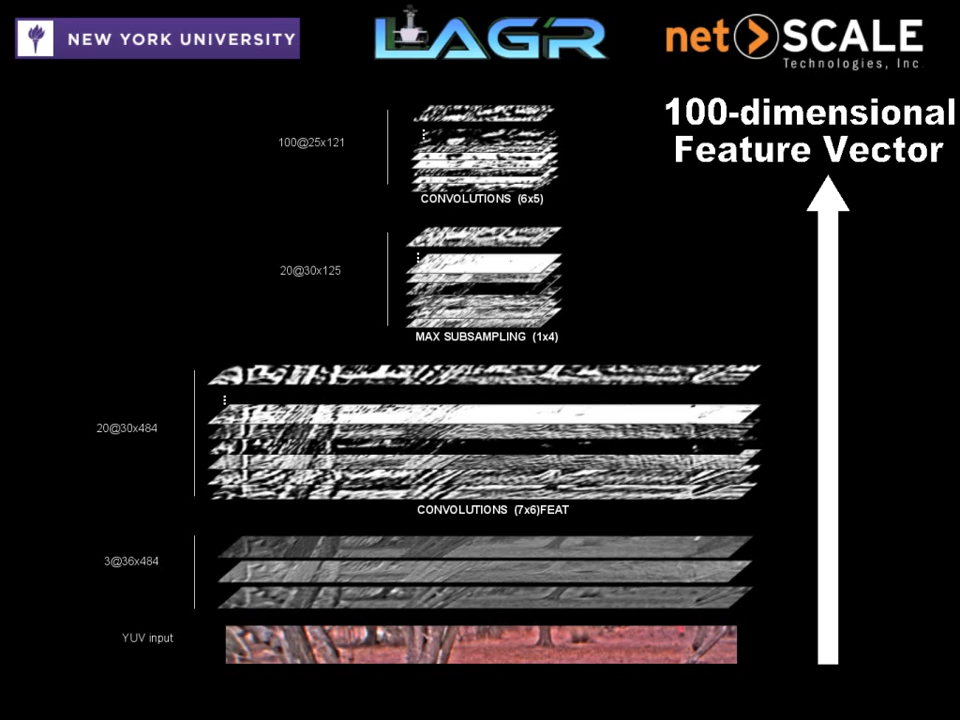 NEW YORK UNIVERSITY
LAGR
net SCALE
Technologies, Inc
100-dimensional
Feature Vector
100@25x121
CONVOLUTIONS (6x5)
20@30x125
MAX SUBSAMPLING (1x4)
20@30x484
CONVOLUTIONS (7x6)FEAT
3@36x484
YUV input